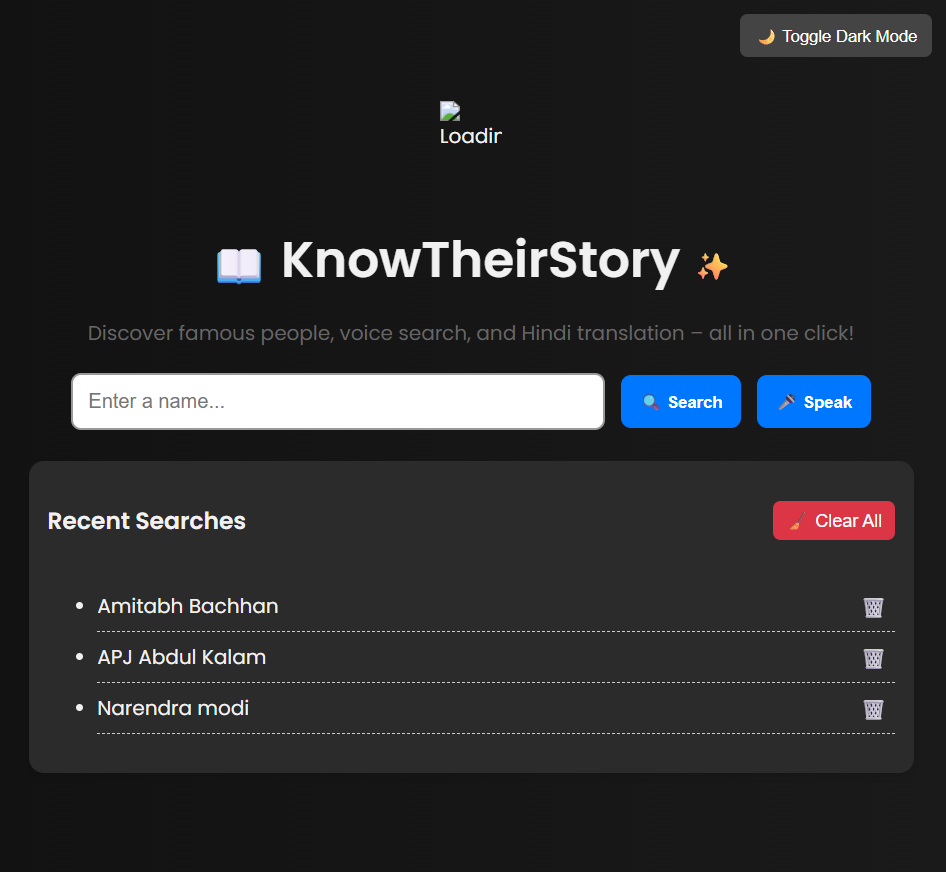 🌙 Toggle Dark Mode
Loadir
📖 KnowTheirStory ✨
Discover famous people, voice search, and Hindi translation – all in one click!
Enter a name...
🔍 Search
🎤 Speak
Recent Searches
🧹 Clear All
• Amitabh Bachhan 🗑️
• APJ Abdul Kalam 🗑️
• Narendra modi 🗑️